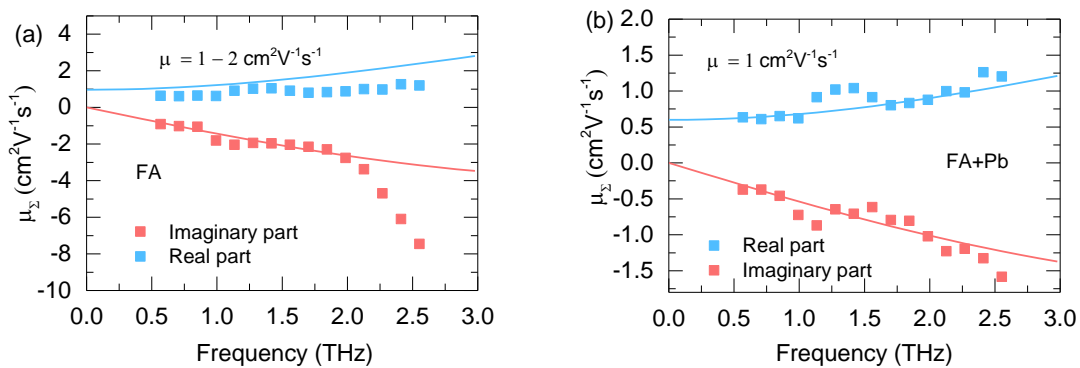 (a)
μ = 1 – 2 cm²V⁻¹s⁻¹
4
2
0
-2
-4
-6
-8
-10
μ_Σ (cm²V⁻¹s⁻¹)
FA
Imaginary part
Real part
0.0 0.5 1.0 1.5 2.0 2.5 3.0
Frequency (THz)
(b)
μ = 1 cm²V⁻¹s⁻¹
2.0
1.5
1.0
0.5
0.0
-0.5
-1.0
-1.5
μ_Σ (cm²V⁻¹s⁻¹)
FA+Pb
Real part
Imaginary part
0.0 0.5 1.0 1.5 2.0 2.5 3.0
Frequency (THz)